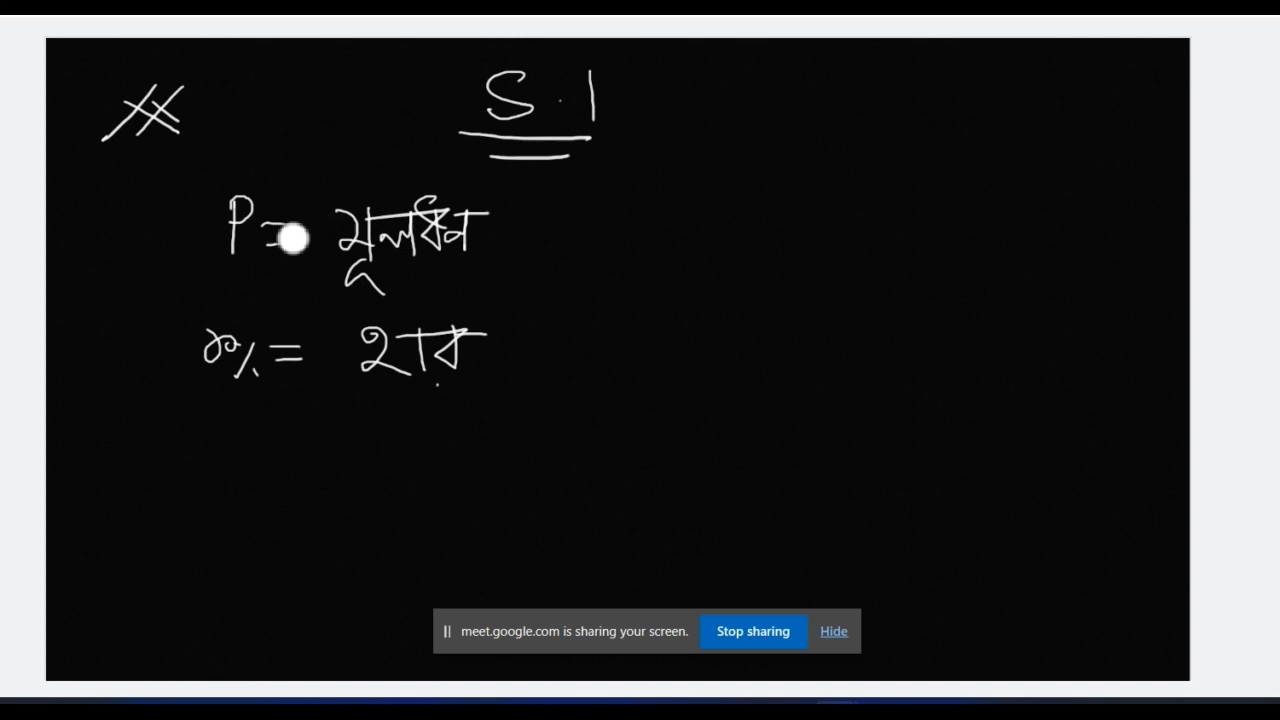 S.I
P = মূলধন
r% = হার
meet.google.com is sharing your screen. Stop sharing Hide